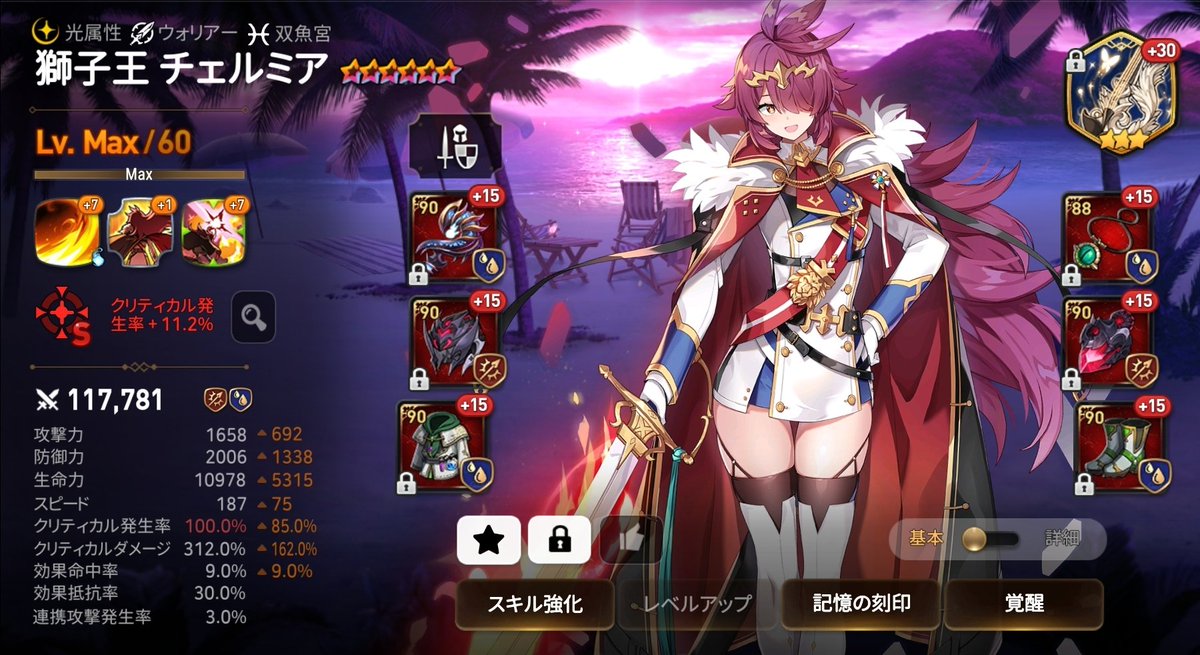 光属性 ウォリアー 双魚宮
獅子王 チェルミア
Lv. Max/60
Max
+7
+1
+7
S
クリティカル発
生率+11.2%
117,781
攻撃力 1658 692
防御力 2006 1338
生命力 10978 5315
スピード 187 75
クリティカル発生率 100.0% 85.0%
クリティカルダメージ 312.0% 162.0%
効果命中率 9.0% 9.0%
効果抵抗率 30.0%
連携攻撃発生率 3.0%
90 +15
90 +15
90 +15
+30
88 +15
90 +15
90 +15
基本 詳細
スキル強化
レベルアップ
記憶の刻印
覚醒